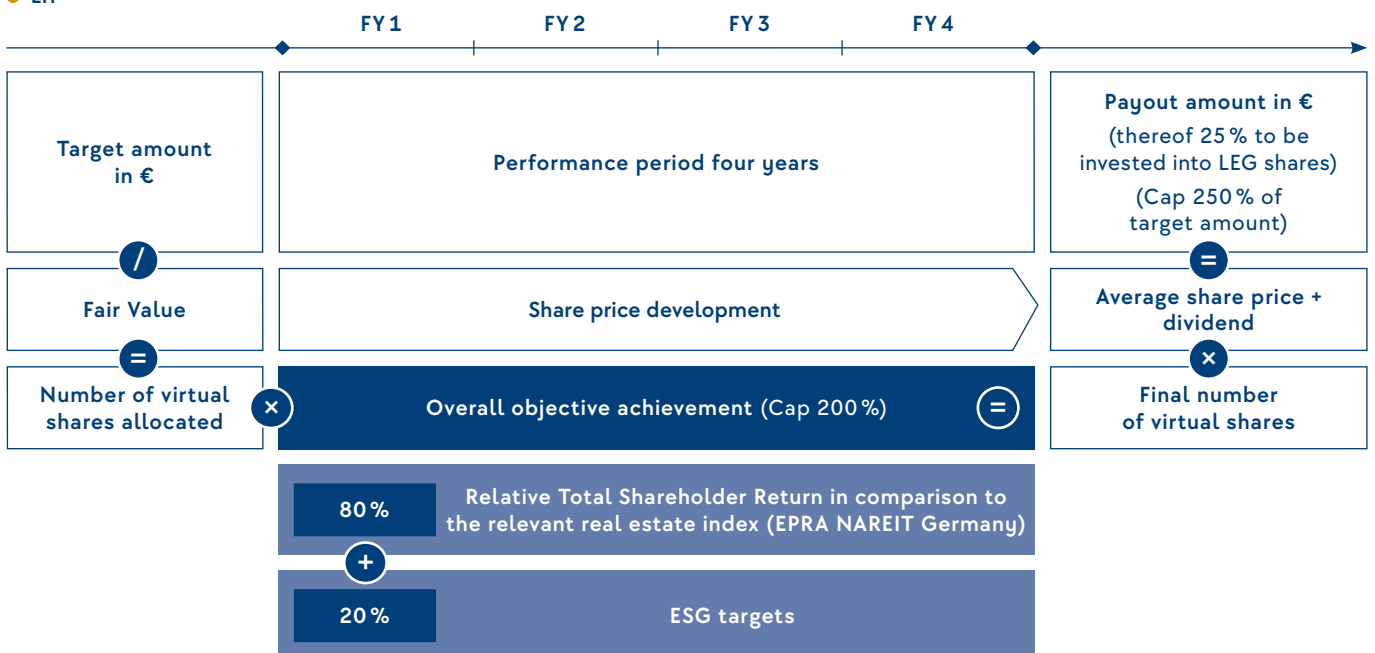 FY 1
FY 2
FY 3
FY 4
Target amount
in €
Performance period four years
Payout amount in €
(thereof 25 % to be
invested into LEG shares)
(Cap 250 % of
target amount)
/
=
Fair Value
Share price development
Average share price +
dividend
=
×
Number of virtual
shares allocated
×
Overall objective achievement (Cap 200 %)
=
Final number
of virtual shares
80 %
Relative Total Shareholder Return in comparison to
the relevant real estate index (EPRA NAREIT Germany)
+
20 %
ESG targets